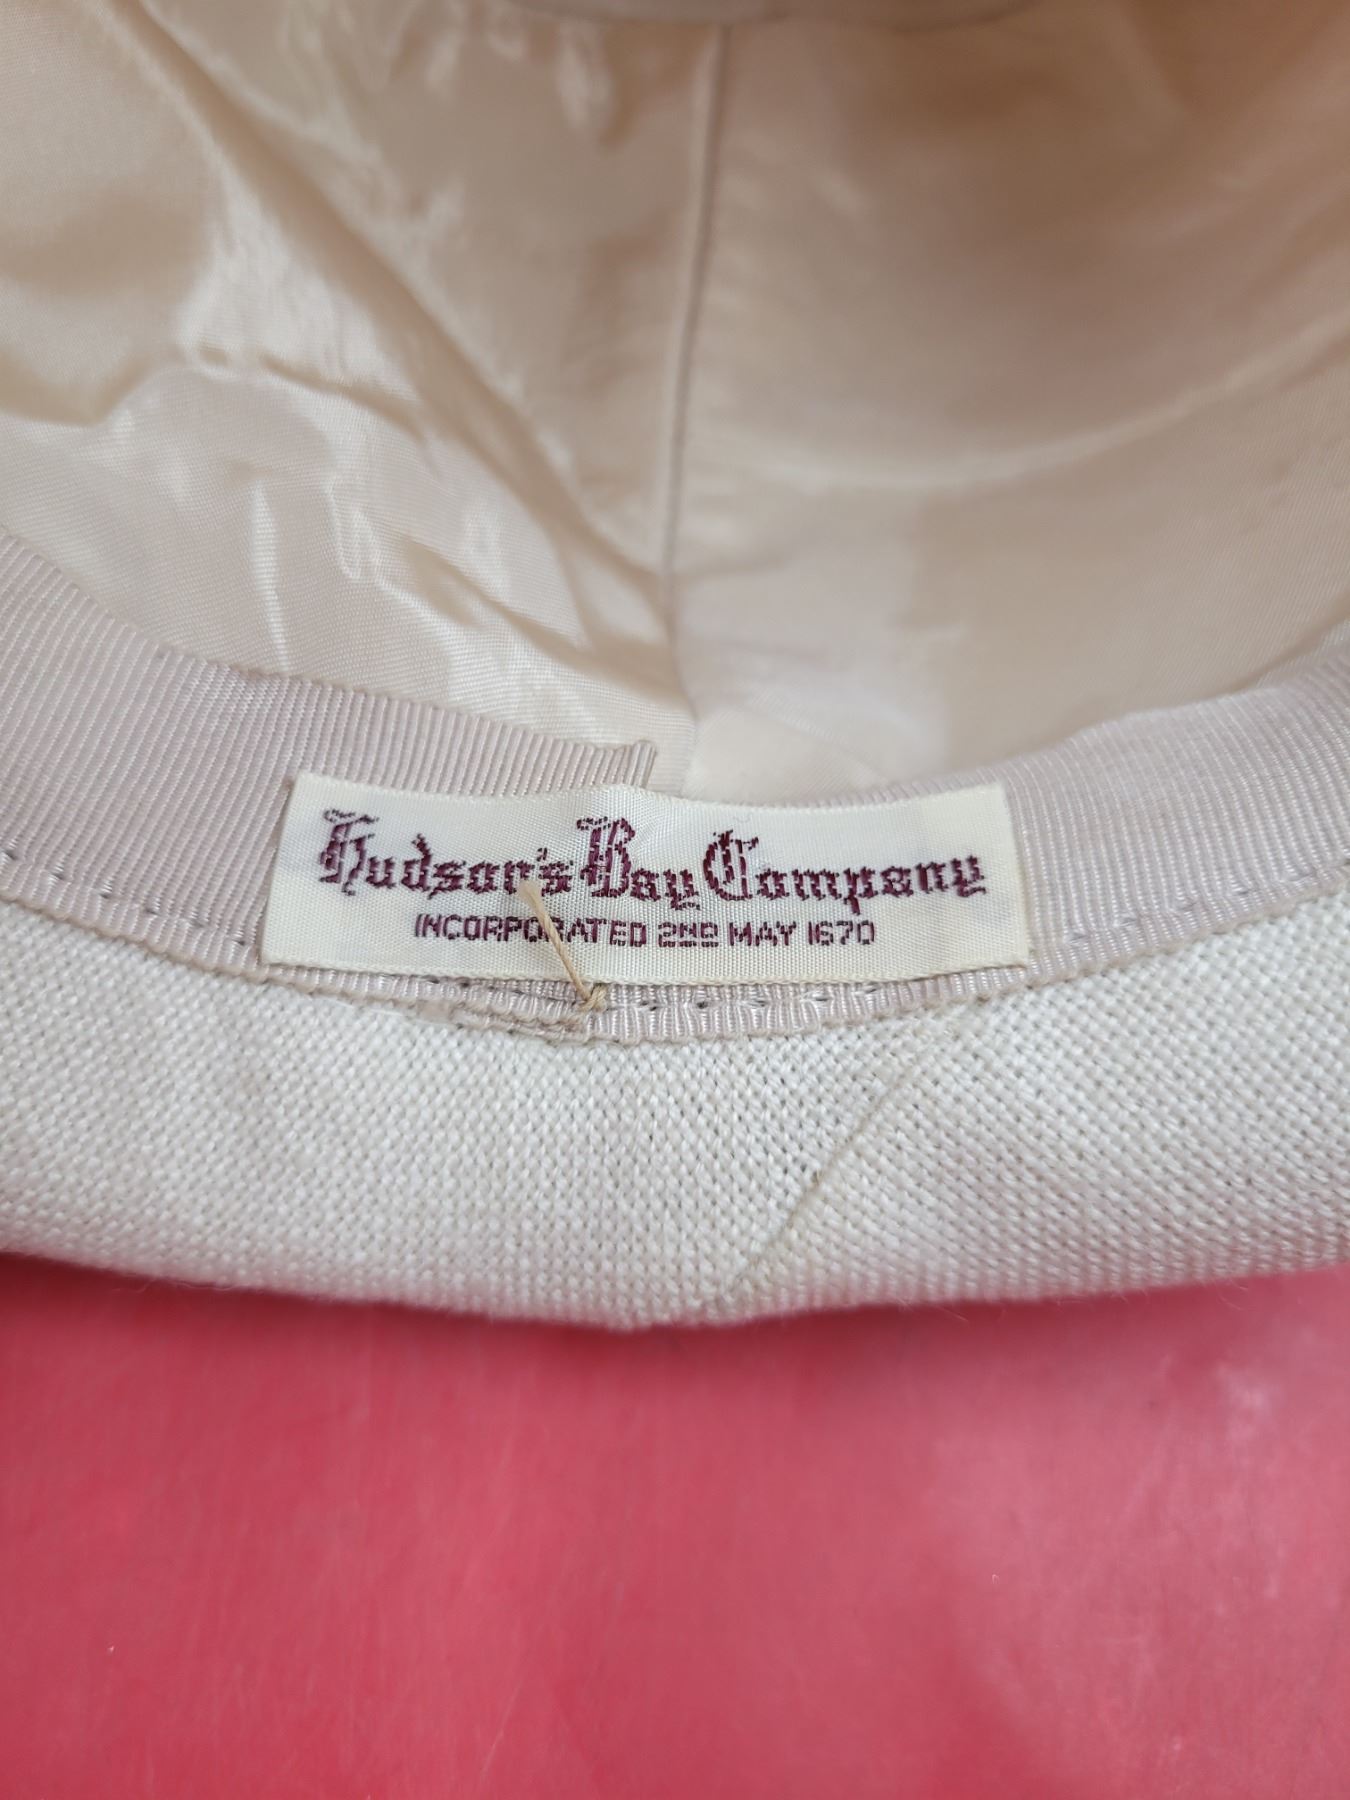 Hudson's Bay Company
INCORPORATED 2ND MAY 1670